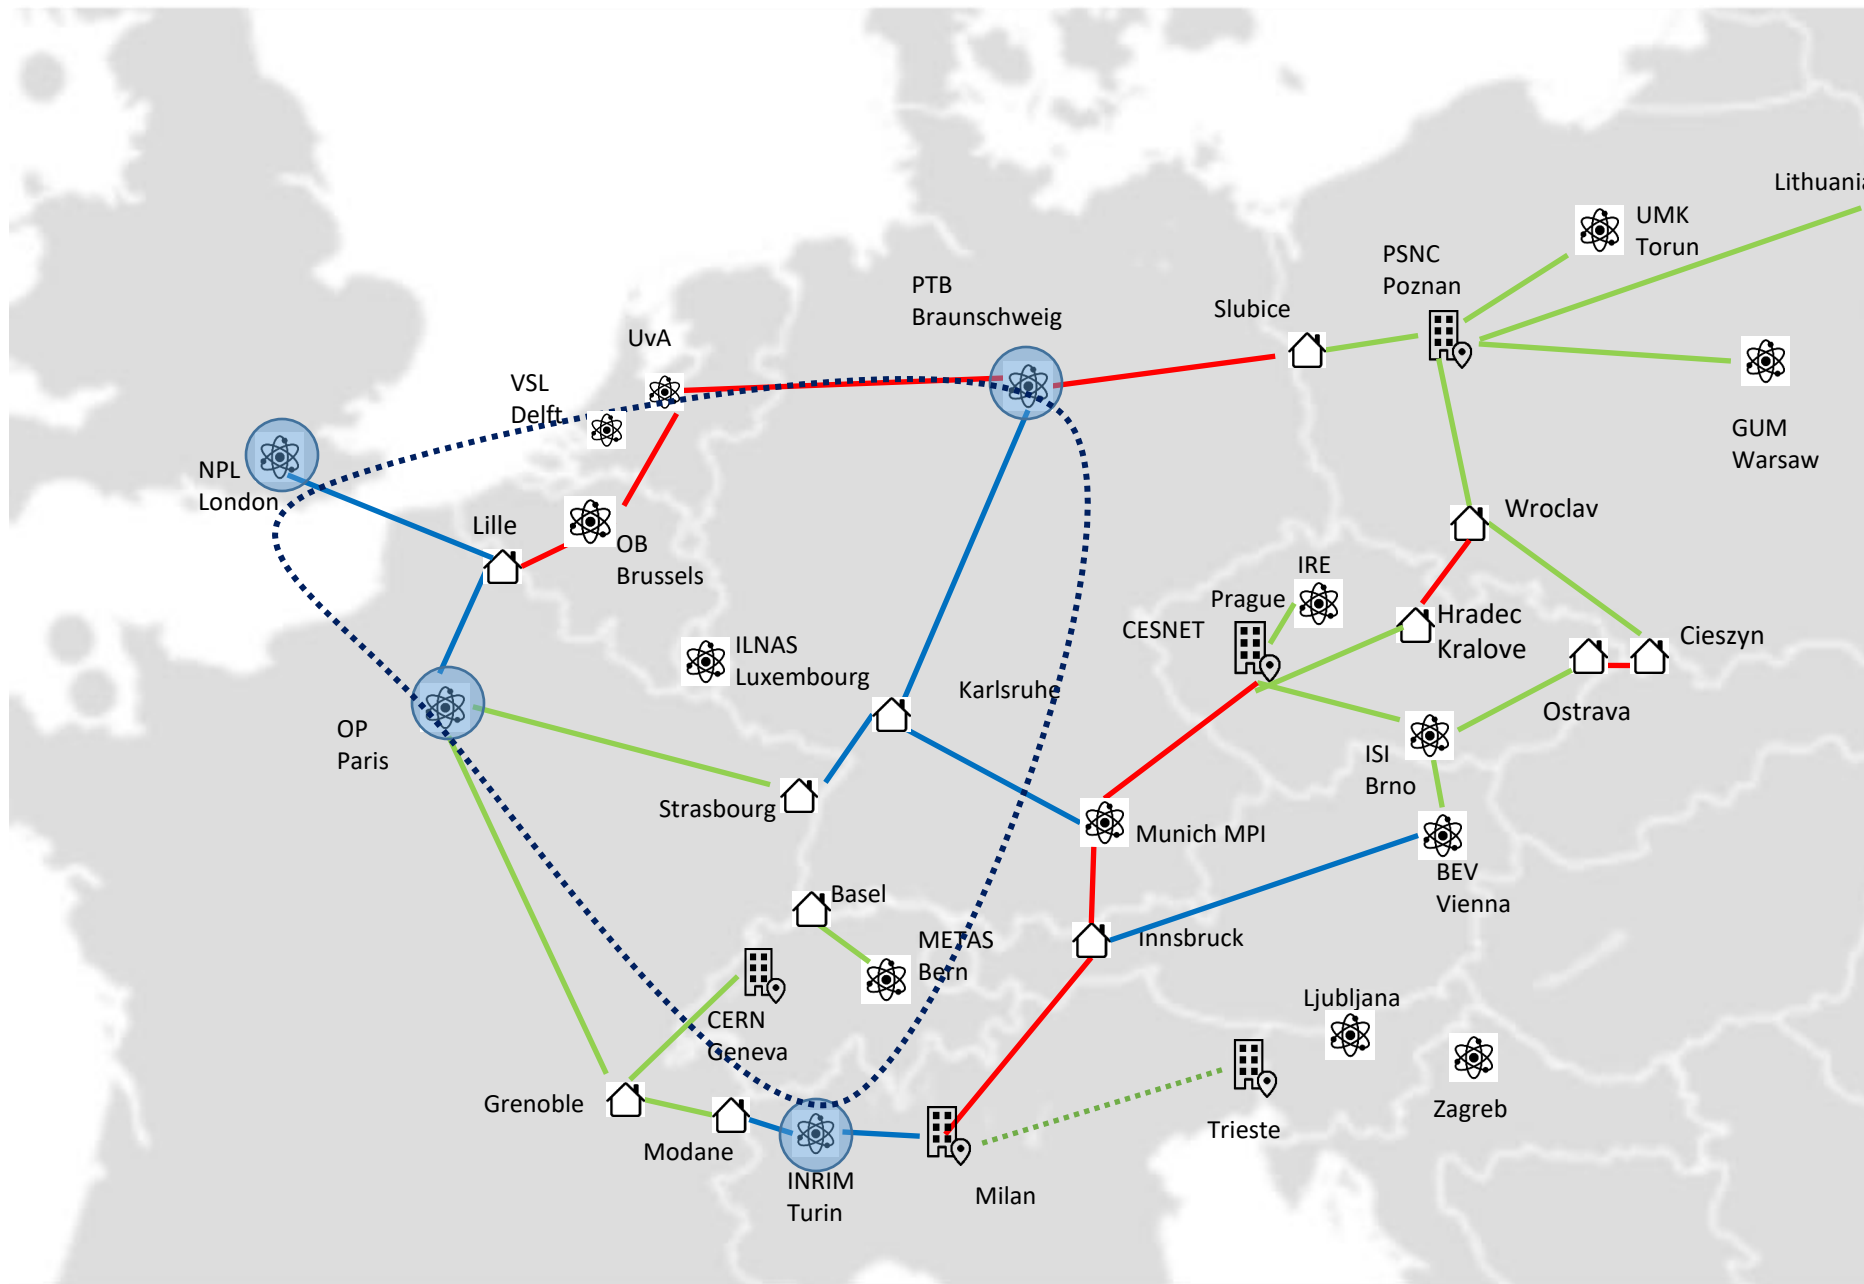 Lithuania
UMK
Torun
PSNC
Poznan
PTB
Braunschweig
Slubice
UvA
VSL
Delft
GUM
Warsaw
NPL
London
Lille
Wroclav
OB
Brussels
IRE
Prague
CESNET
Hradec
Kralove
Cieszyn
ILNAS
Luxembourg
Karlsruhe
Ostrava
OP
Paris
ISI
Brno
Strasbourg
Munich MPI
BEV
Vienna
Basel
METAS
Bern
Innsbruck
Ljubljana
CERN
Geneva
Grenoble
Zagreb
Trieste
Modane
INRIM
Turin
Milan